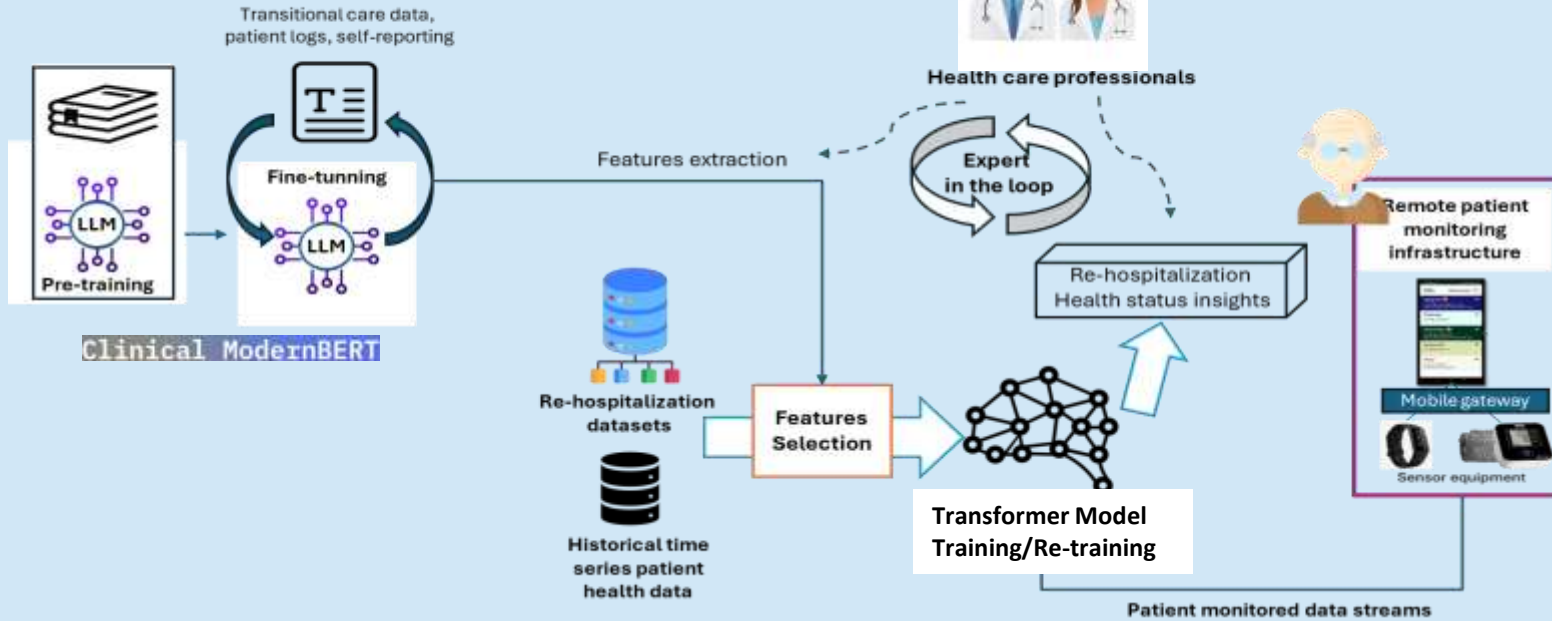 Transitional care data,
patient logs, self-reporting
T
Fine-tunning
LLM
LLM
Pre-training
Clinical ModernBERT
Features extraction
Health care professionals
Expert
in the loop
Re-hospitalization
Health status insights
Remote patient
monitoring
infrastructure
Mobile gateway
Sensor equipment
Re-hospitalization
datasets
Features
Selection
Historical time
series patient
health data
Transformer Model
Training/Re-training
Patient monitored data streams